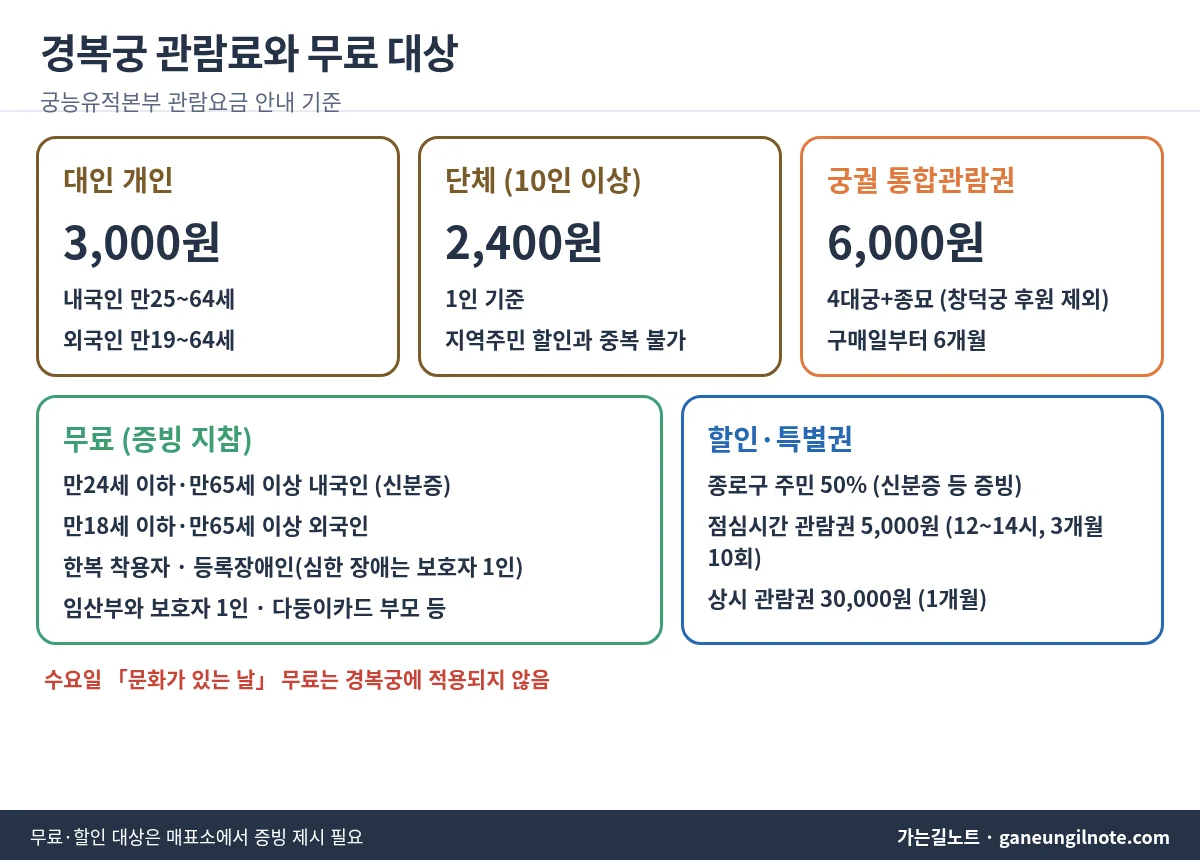 경복궁 관람료와 무료 대상
궁능유적본부 관람요금 안내 기준
대인 개인
3,000원
내국인 만25~64세
외국인 만19~64세
단체 (10인 이상)
2,400원
1인 기준
지역주민 할인과 중복 불가
궁궐 통합관람권
6,000원
4대궁+종묘 (창덕궁 후원 제외)
구매일부터 6개월
무료 (증빙 지참)
만24세 이하·만65세 이상 내국인 (신분증)
만18세 이하·만65세 이상 외국인
한복 착용자 · 등록장애인(심한 장애는 보호자 1인)
임산부와 보호자 1인 · 다둥이카드 부모 등
할인·특별권
종로구 주민 50% (신분증 등 증빙)
점심시간 관람권 5,000원 (12~14시, 3개월
10회)
상시 관람권 30,000원 (1개월)
수요일 「문화가 있는 날」 무료는 경복궁에 적용되지 않음
무료·할인 대상은 매표소에서 증빙 제시 필요
가는길노트 · ganeungilnote.com